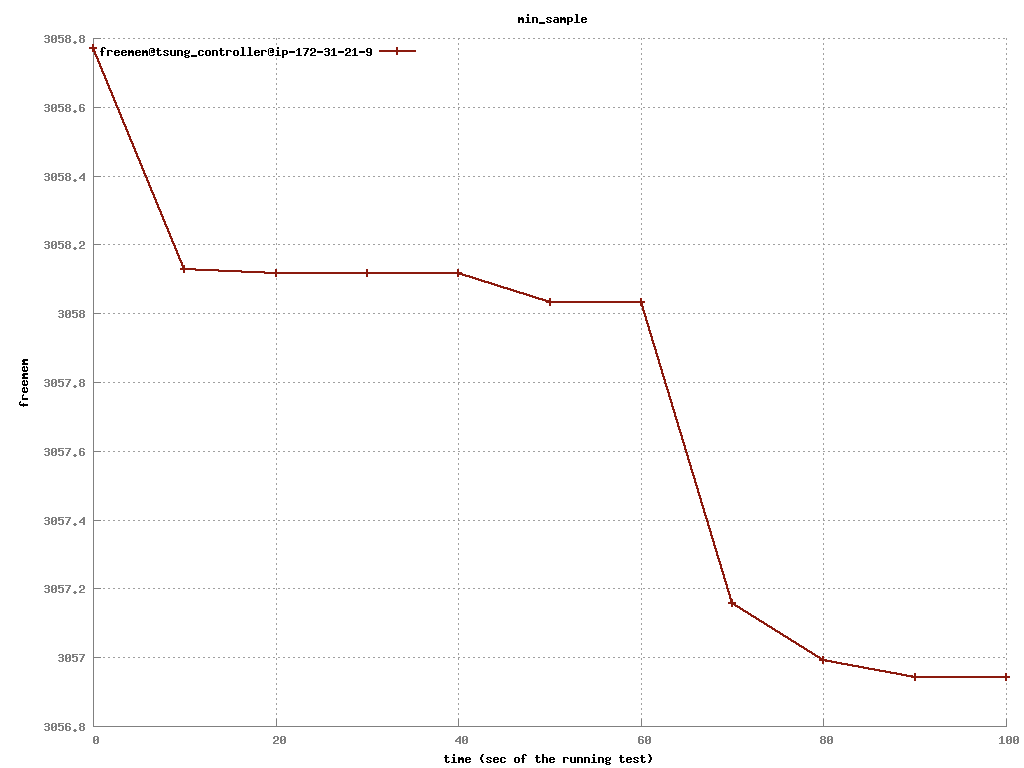 min_sample
freemem@tsung_controller@ip-172-31-21-9
3058.8
3058.6
3058.4
3058.2
3058
3057.8
3057.6
3057.4
3057.2
3057
3056.8
freemem
0 20 40 60 80 100
time (sec of the running test)